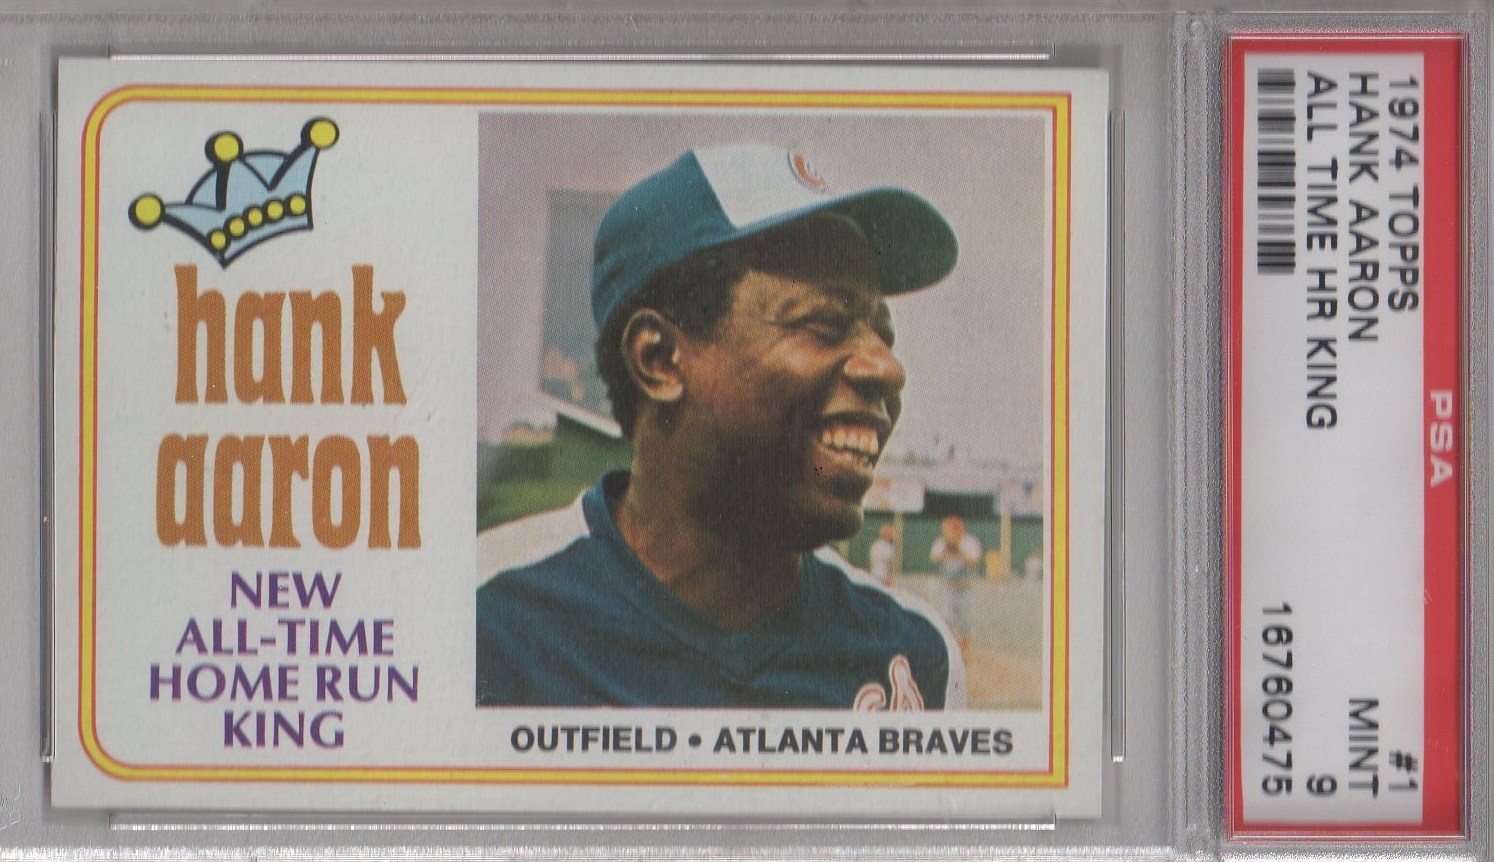 hank
aaron
NEW
ALL-TIME
HOME RUN
KING
OUTFIELD • ATLANTA BRAVES
PSA
1974 TOPPS #1
HANK AARON MINT
ALL TIME HR KING 9
16760475